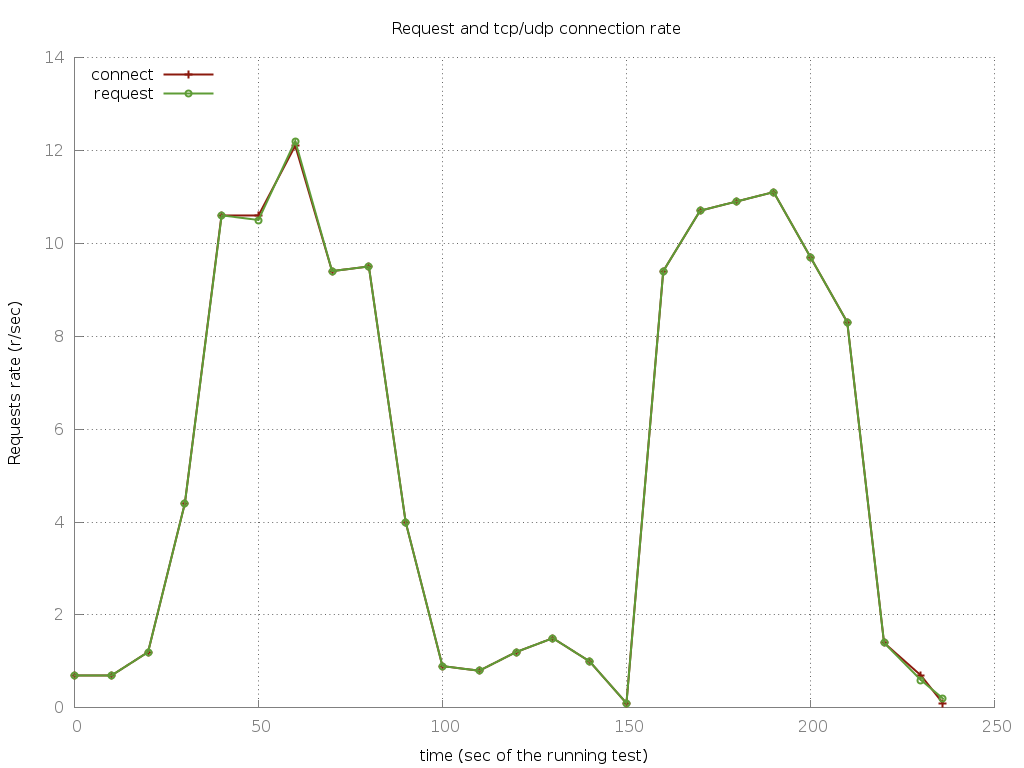 Request and tcp/udp connection rate
14
connect
request
12
10
8
6
4
2
0
Requests rate (r/sec)
0 50 100 150 200 250
time (sec of the running test)